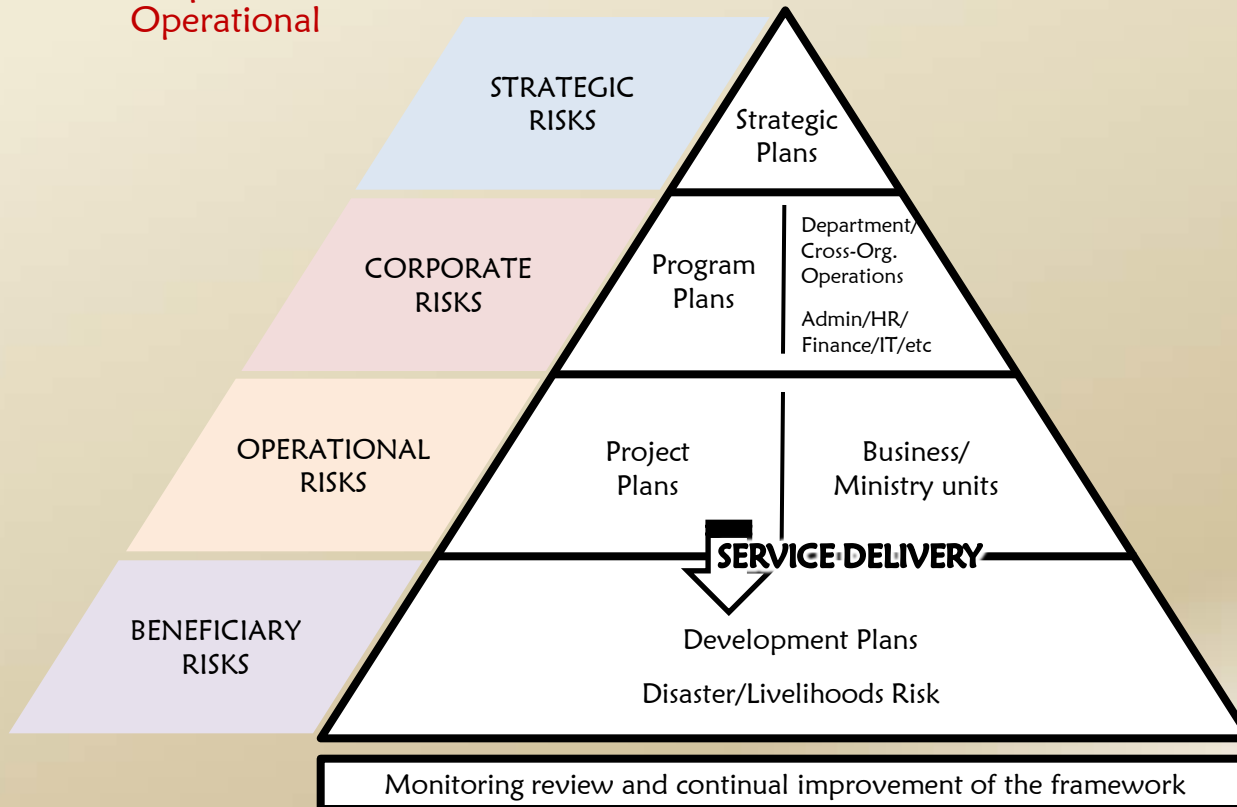 Operational
STRATEGIC
RISKS
Strategic
Plans
CORPORATE
RISKS
Program
Plans
Department/
Cross-Org.
Operations
Admin/HR/
Finance/IT/etc
OPERATIONAL
RISKS
Project
Plans
Business/
Ministry units
SERVICE DELIVERY
BENEFICIARY
RISKS
Development Plans
Disaster/Livelihoods Risk
Monitoring review and continual improvement of the framework